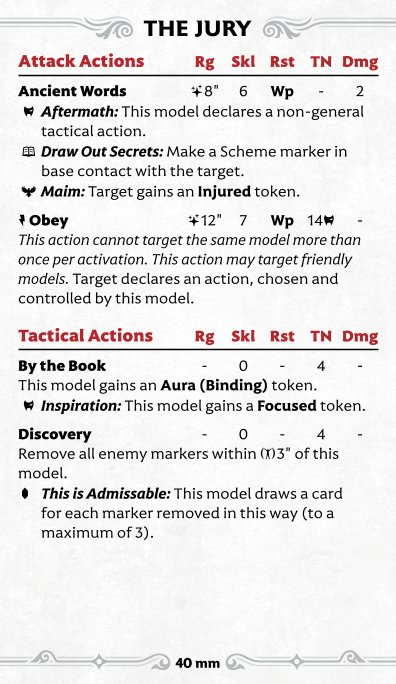 THE JURY
Attack Actions Rg Skl Rst TN Dmg
Ancient Words 8" 6 Wp - 2
Aftermath: This model declares a non-general
tactical action.
Draw Out Secrets: Make a Scheme marker in
base contact with the target.
Maim: Target gains an Injured token.
Obey 12" 7 Wp 14 -
This action cannot target the same model more than
once per activation. This action may target friendly
models. Target declares an action, chosen and
controlled by this model.
Tactical Actions Rg Skl Rst TN Dmg
By the Book - 0 - 4 -
This model gains an Aura (Binding) token.
Inspiration: This model gains a Focused token.
Discovery - 0 - 4 -
Remove all enemy markers within 3" of this
model.
This is Admissable: This model draws a card
for each marker removed in this way (to a
maximum of 3).
40 mm